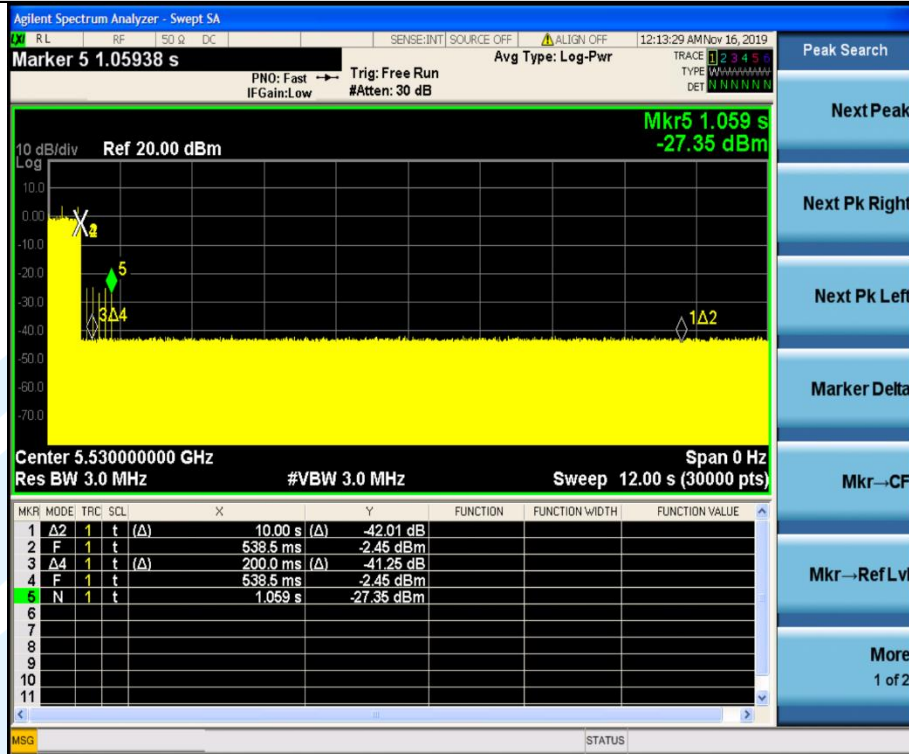 Agilent Spectrum Analyzer - Swept SA
LXI RL RF 50 Ω DC SENSE:INT SOURCE OFF ALIGN OFF 12:13:29 AM Nov 16, 2019
Marker 5 1.05938 s
PNO: Fast
IFGain:Low
Trig: Free Run
#Atten: 30 dB
Avg Type: Log-Pwr
TRACE 1 2 3 4 5 6
TYPE W
DET N N N N N N
Peak Search
Next Peak
Next Pk Right
Next Pk Left
Marker Delta
Mkr→CF
Mkr→Ref Lvl
More
1 of 2
Mkr5 1.059 s
-27.35 dBm
10 dB/div Ref 20.00 dBm
Log
10.0
0.00
-10.0
-20.0
-30.0
-40.0
-50.0
-60.0
-70.0
X 2
5
3Δ4
1Δ2
Center 5.530000000 GHz Span 0 Hz
Res BW 3.0 MHz #VBW 3.0 MHz Sweep 12.00 s (30000 pts)
MKR MODE TRC SCL X Y FUNCTION FUNCTION WIDTH FUNCTION VALUE
1 Δ2 1 t (Δ) 10.00 s (Δ) -42.01 dB
2 F 1 t 538.5 ms -2.45 dBm
3 Δ4 1 t (Δ) 200.0 ms (Δ) -41.25 dB
4 F 1 t 538.5 ms -2.45 dBm
5 N 1 t 1.059 s -27.35 dBm
6
7
8
9
10
11
MSG STATUS